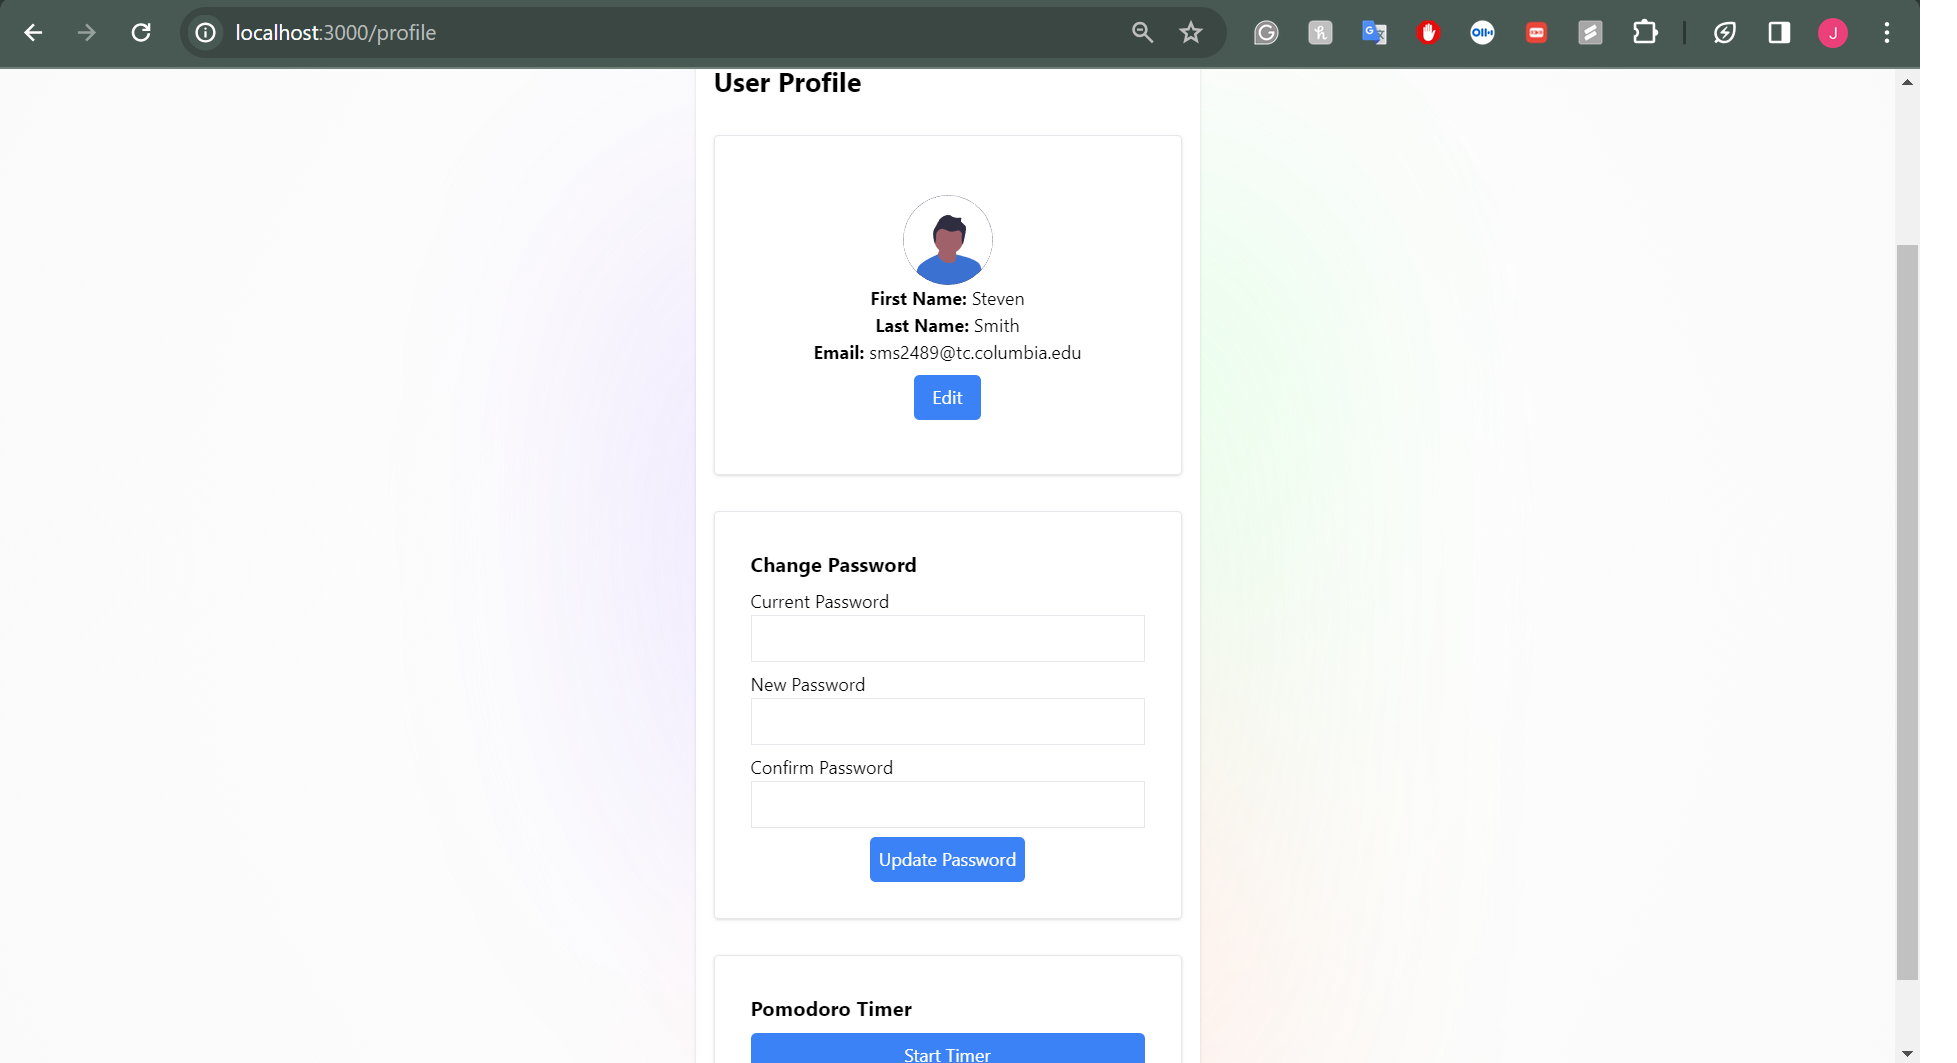 localhost:3000/profile
J
User Profile
First Name: Steven
Last Name: Smith
Email: sms2489@tc.columbia.edu
Edit
Change Password
Current Password
New Password
Confirm Password
Update Password
Pomodoro Timer
Start Timer